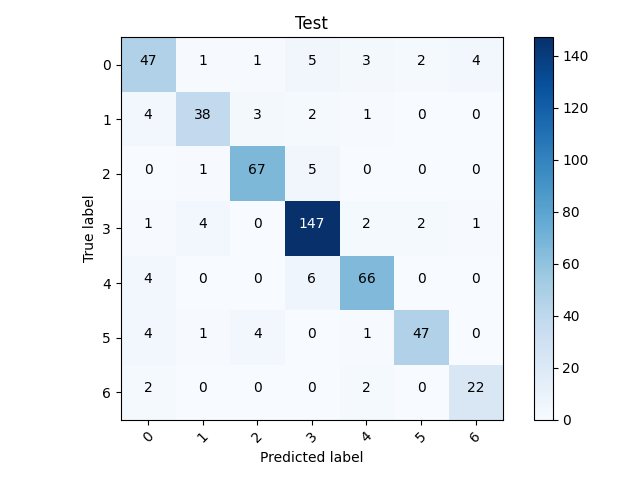 Test
True label
0 47 1 1 5 3 2 4
1 4 38 3 2 1 0 0
2 0 1 67 5 0 0 0
3 1 4 0 147 2 2 1
4 4 0 0 6 66 0 0
5 4 1 4 0 1 47 0
6 2 0 0 0 2 0 22
0 1 2 3 4 5 6
Predicted label
140
120
100
80
60
40
20
0